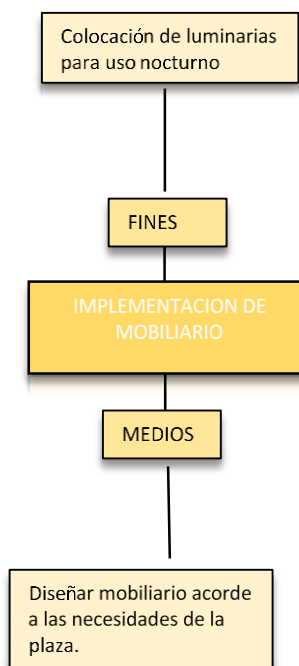 Colocación de luminarias
para uso nocturno
FINES
IMPLEMENTACION DE
MOBILIARIO
MEDIOS
Diseñar mobiliario acorde
a las necesidades de la
plaza.